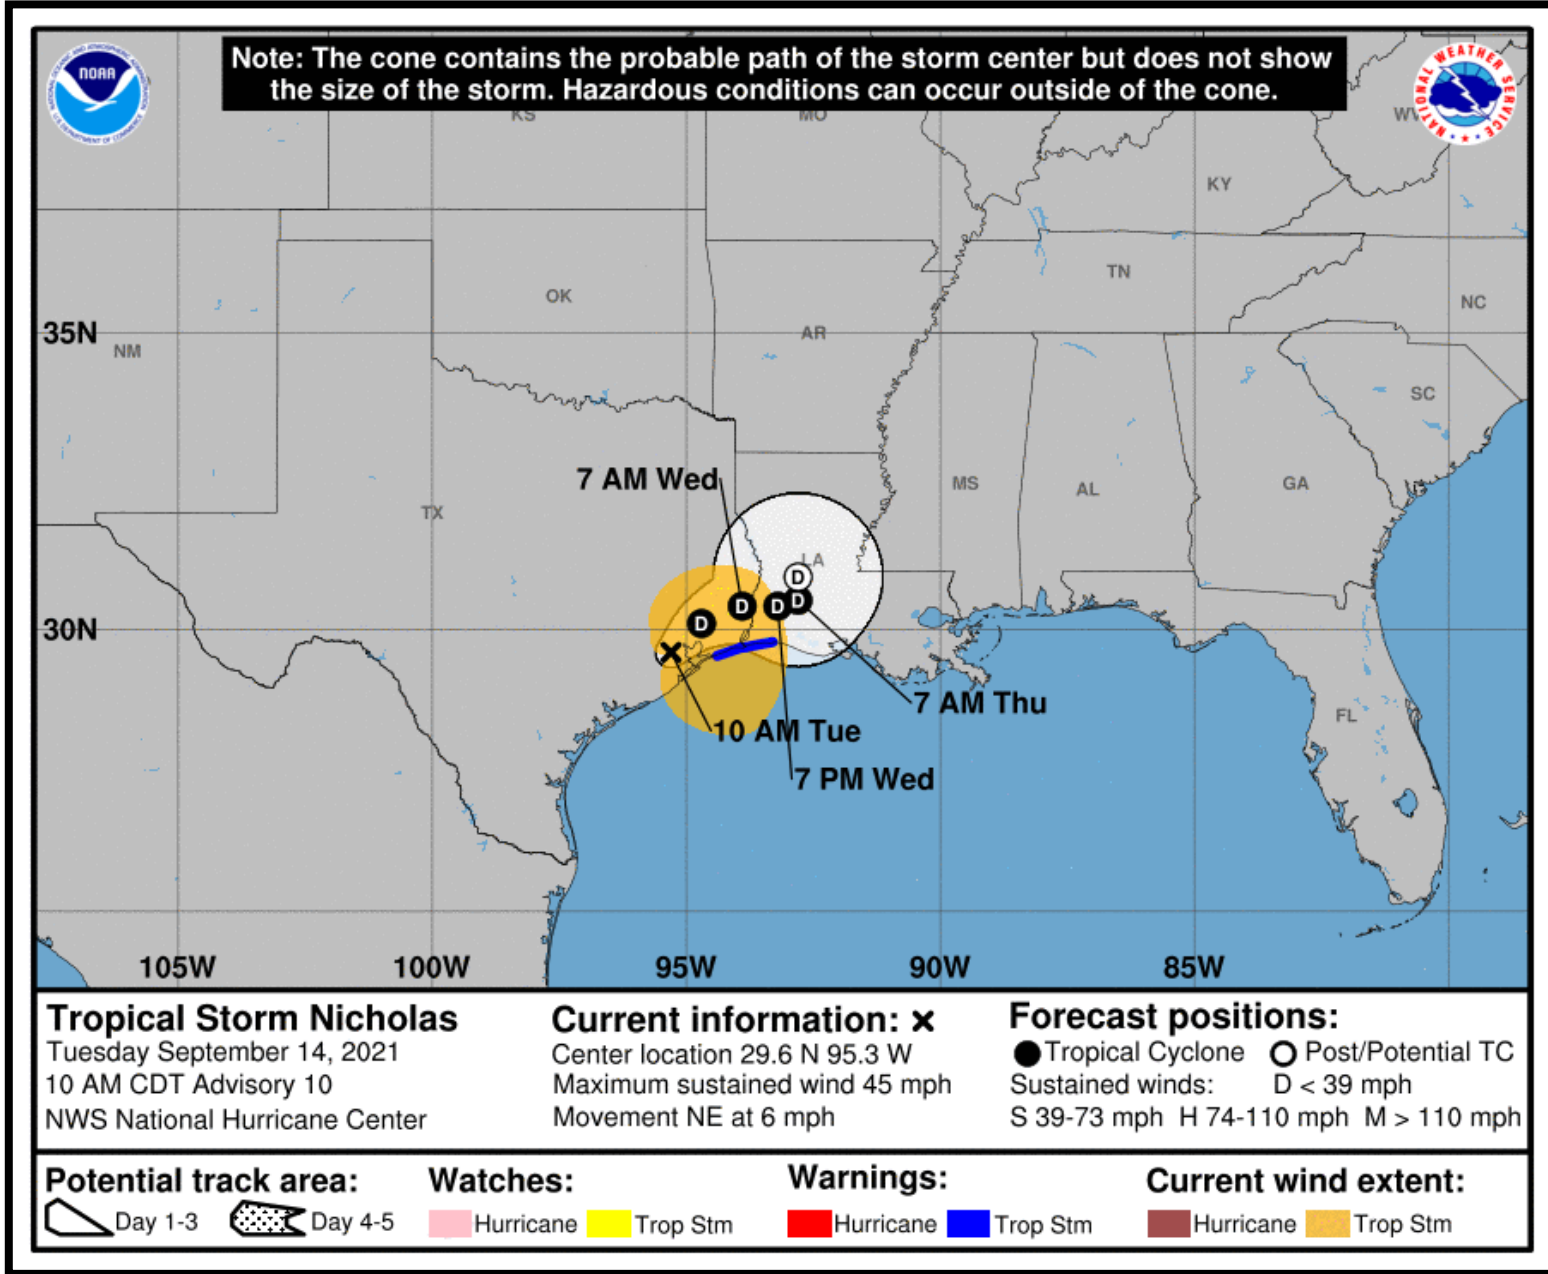 Note: The cone contains the probable path of the storm center but does not show
the size of the storm. Hazardous conditions can occur outside of the cone.
NOAA
NATIONAL WEATHER SERVICE
KS
MO
WV
KY
TN
NC
OK
AR
35N
NM
SC
7 AM Wed
TX
MS
AL
GA
LA
D
D
D
D
D
30N
7 AM Thu
10 AM Tue
FL
7 PM Wed
105W
100W
95W
90W
85W
Tropical Storm Nicholas
Tuesday September 14, 2021
10 AM CDT Advisory 10
NWS National Hurricane Center
Current information: x
Center location 29.6 N 95.3 W
Maximum sustained wind 45 mph
Movement NE at 6 mph
Forecast positions:
Tropical Cyclone Post/Potential TC
Sustained winds: D < 39 mph
S 39-73 mph H 74-110 mph M > 110 mph
Potential track area:
Day 1-3 Day 4-5
Watches:
Hurricane Trop Stm
Warnings:
Hurricane Trop Stm
Current wind extent:
Hurricane Trop Stm